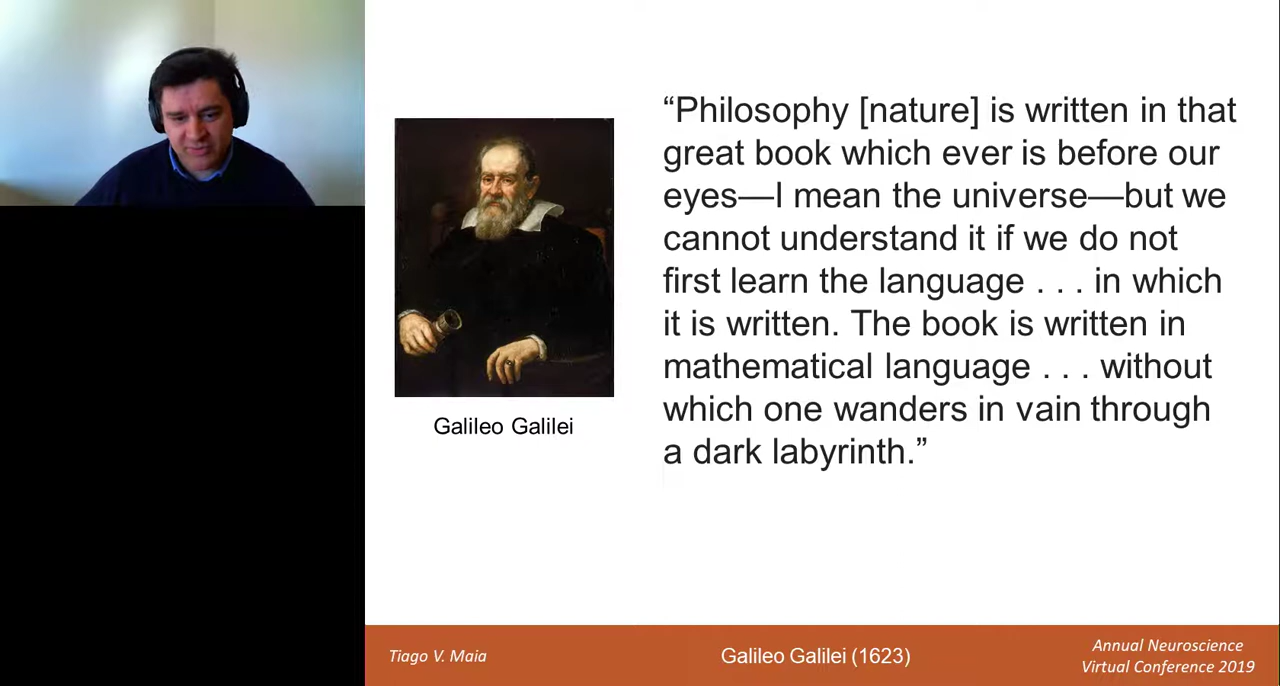 “Philosophy [nature] is written in that
great book which ever is before our
eyes—I mean the universe—but we
cannot understand it if we do not
first learn the language . . . in which
it is written. The book is written in
mathematical language . . . without
which one wanders in vain through
a dark labyrinth.”
Galileo Galilei
Tiago V. Maia
Galileo Galilei (1623)
Annual Neuroscience
Virtual Conference 2019